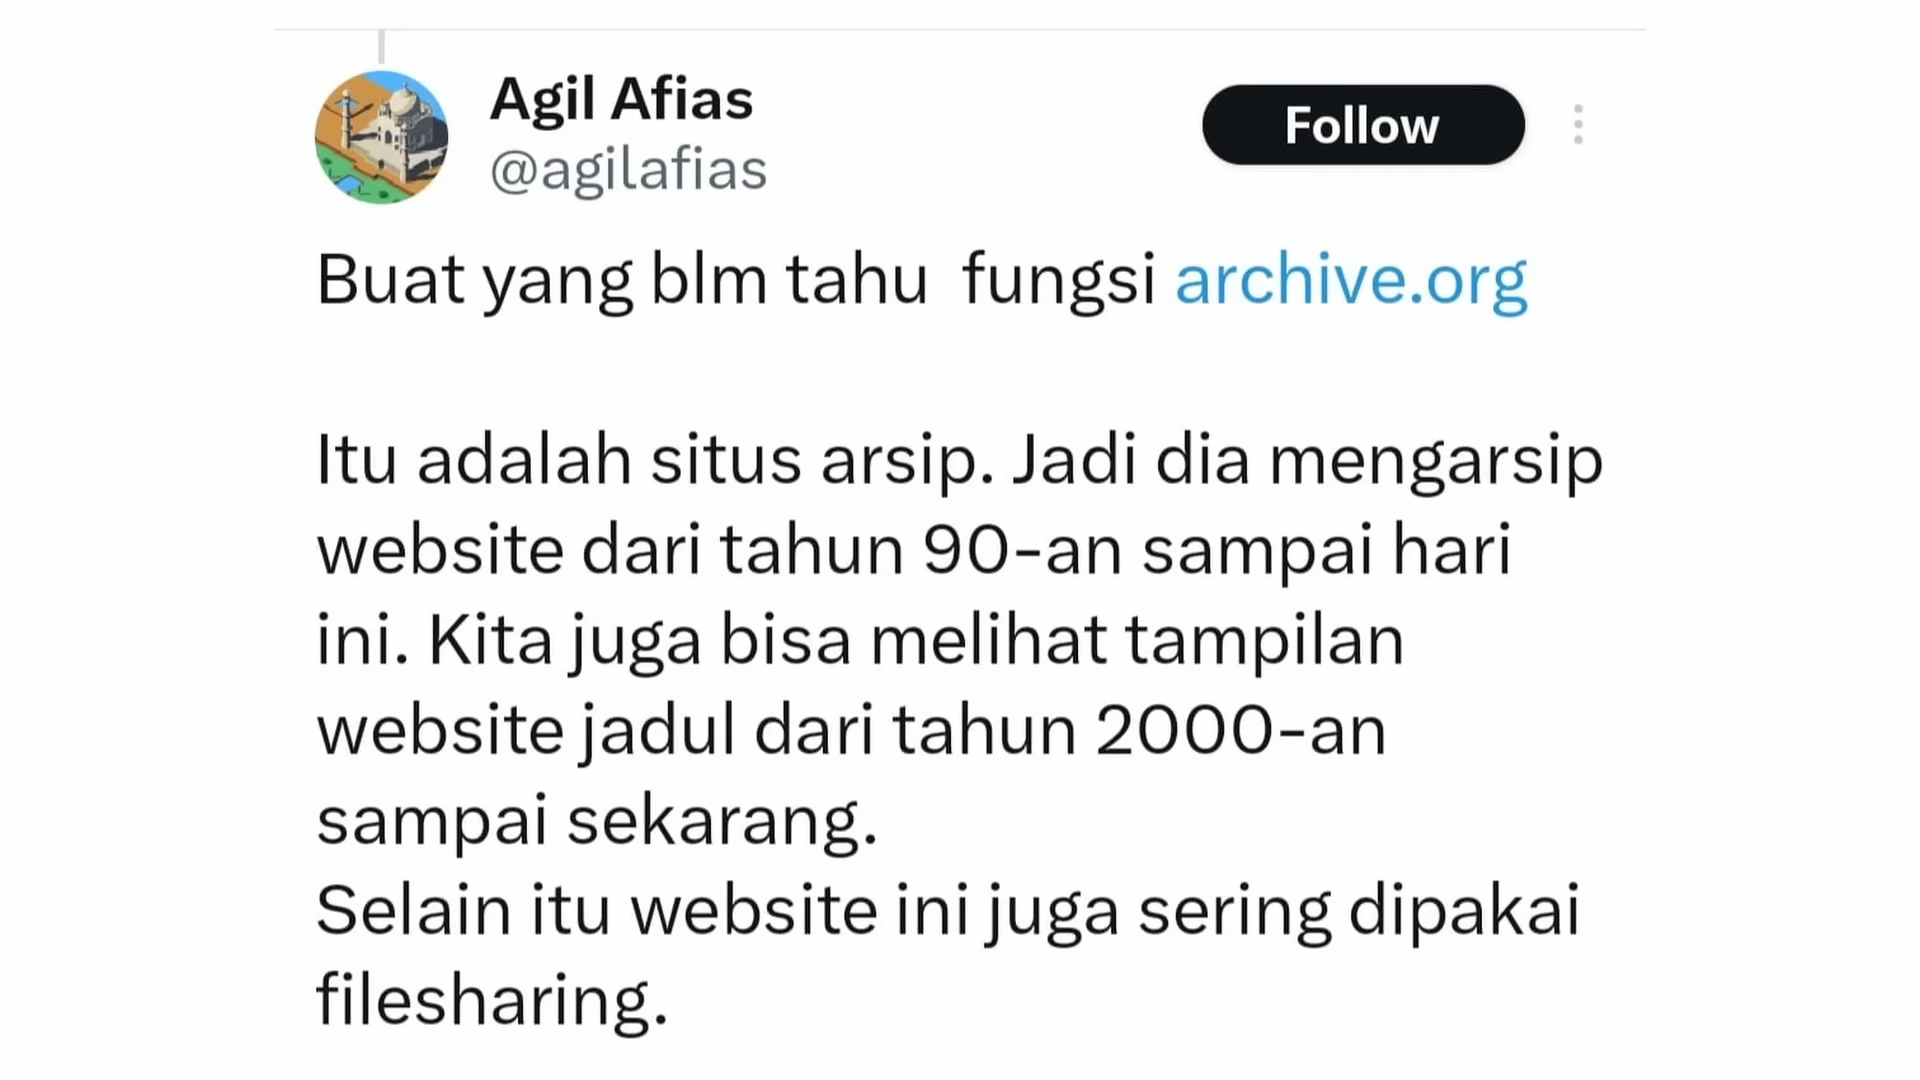 Agil Afias
@agilafias
Follow
Buat yang blm tahu  fungsi archive.org
Itu adalah situs arsip. Jadi dia mengarsip
website dari tahun 90-an sampai hari
ini. Kita juga bisa melihat tampilan
website jadul dari tahun 2000-an
sampai sekarang.
Selain itu website ini juga sering dipakai
filesharing.